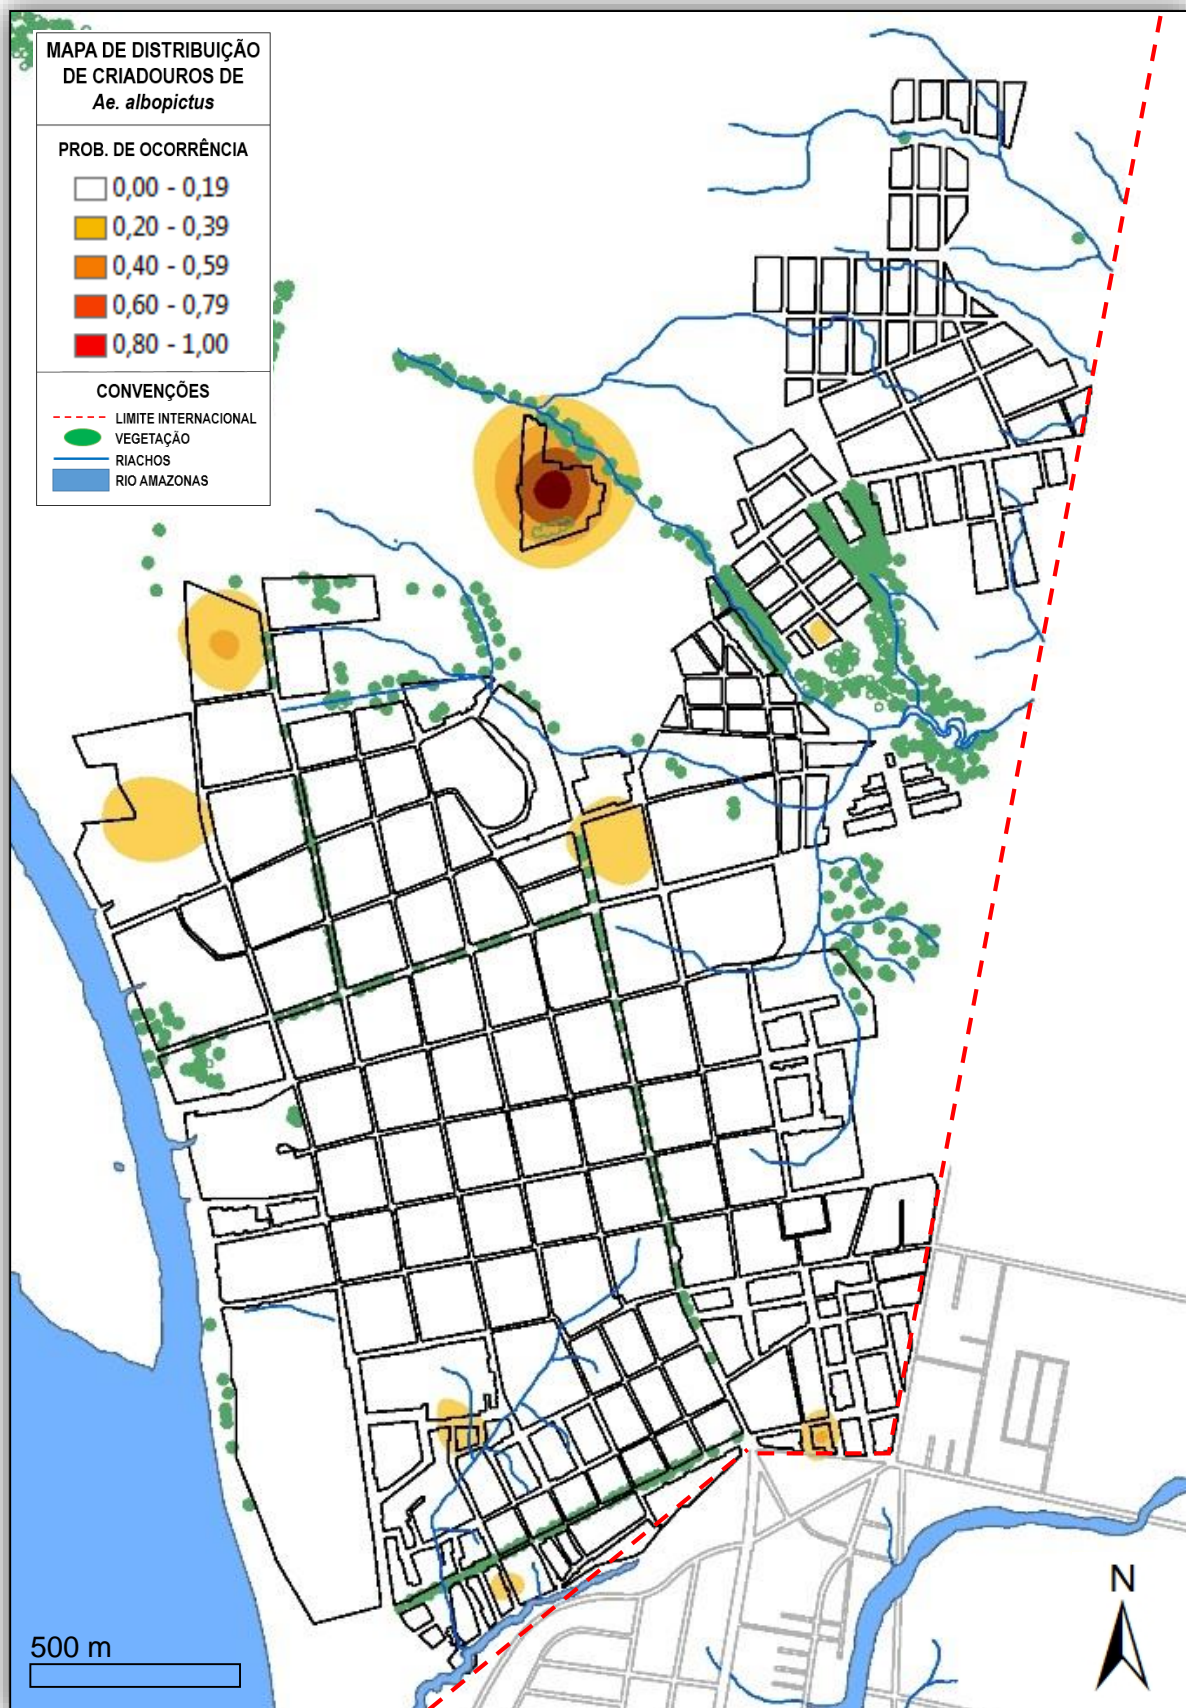 MAPA DE DISTRIBUIÇÃO
DE CRIADOUROS DE
Ae. albopictus
PROB. DE OCORRÊNCIA
0,00 - 0,19
0,20 - 0,39
0,40 - 0,59
0,60 - 0,79
0,80 - 1,00
CONVENÇÕES
LIMITE INTERNACIONAL
VEGETAÇÃO
RIACHOS
RIO AMAZONAS
N
500 m